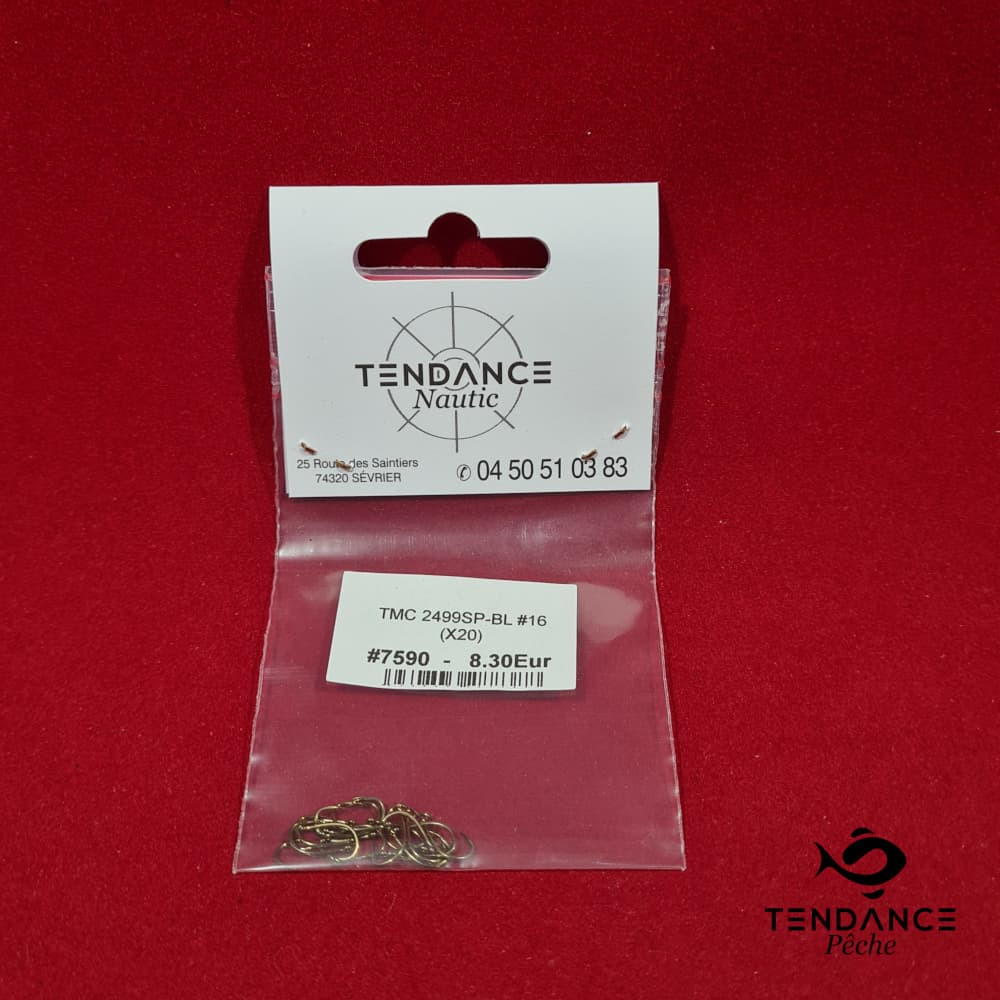 TENDANCE
Nautic
25 Route des Saintiers
74320 SÉVRIER
✆ 04 50 51 03 83
TMC 2499SP-BL #16
(X20)
#7590 - 8.30Eur
TENDANCE
Pêche